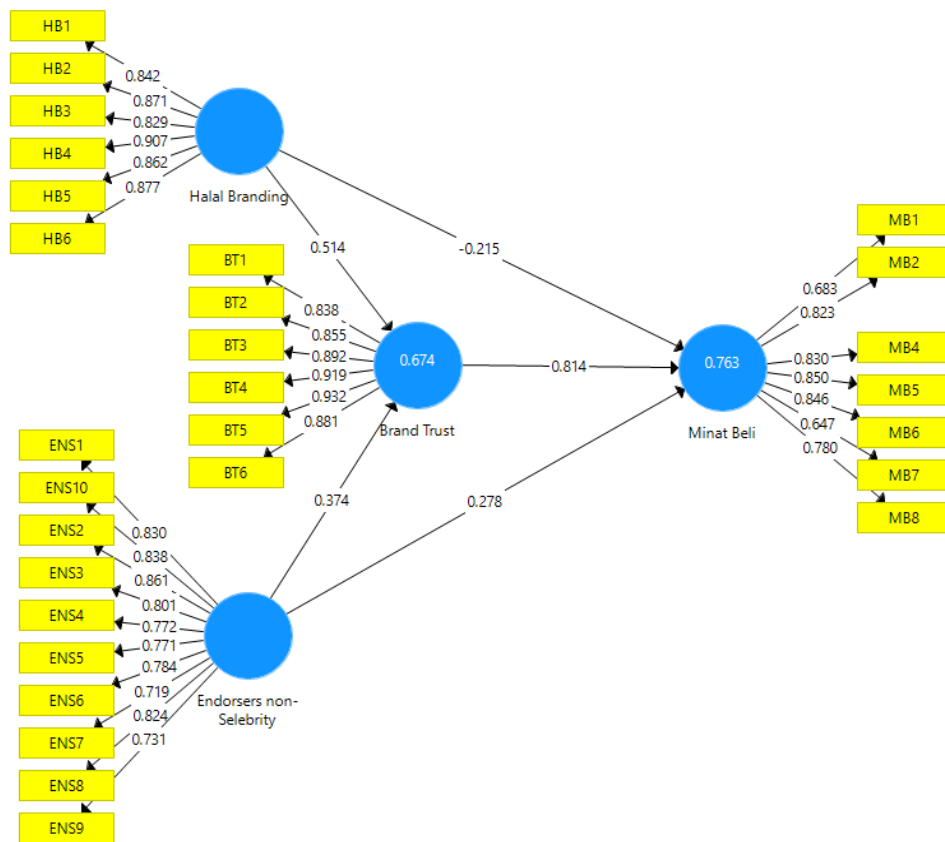 HB1
HB2
HB3
HB4
HB5
HB6
0.842
0.871
0.829
0.907
0.862
0.877
Halal Branding
0.514
-0.215
BT1
BT2
BT3
BT4
BT5
BT6
0.838
0.855
0.892
0.919
0.932
0.881
0.674
Brand Trust
0.814
0.763
Minat Beli
MB1
MB2
MB4
MB5
MB6
MB7
MB8
0.683
0.823
0.830
0.850
0.846
0.647
0.780
0.374
0.278
ENS1
ENS10
ENS2
ENS3
ENS4
ENS5
ENS6
ENS7
ENS8
ENS9
0.830
0.838
0.861
0.801
0.772
0.771
0.784
0.719
0.824
0.731
Endorsers non-
Selebrity